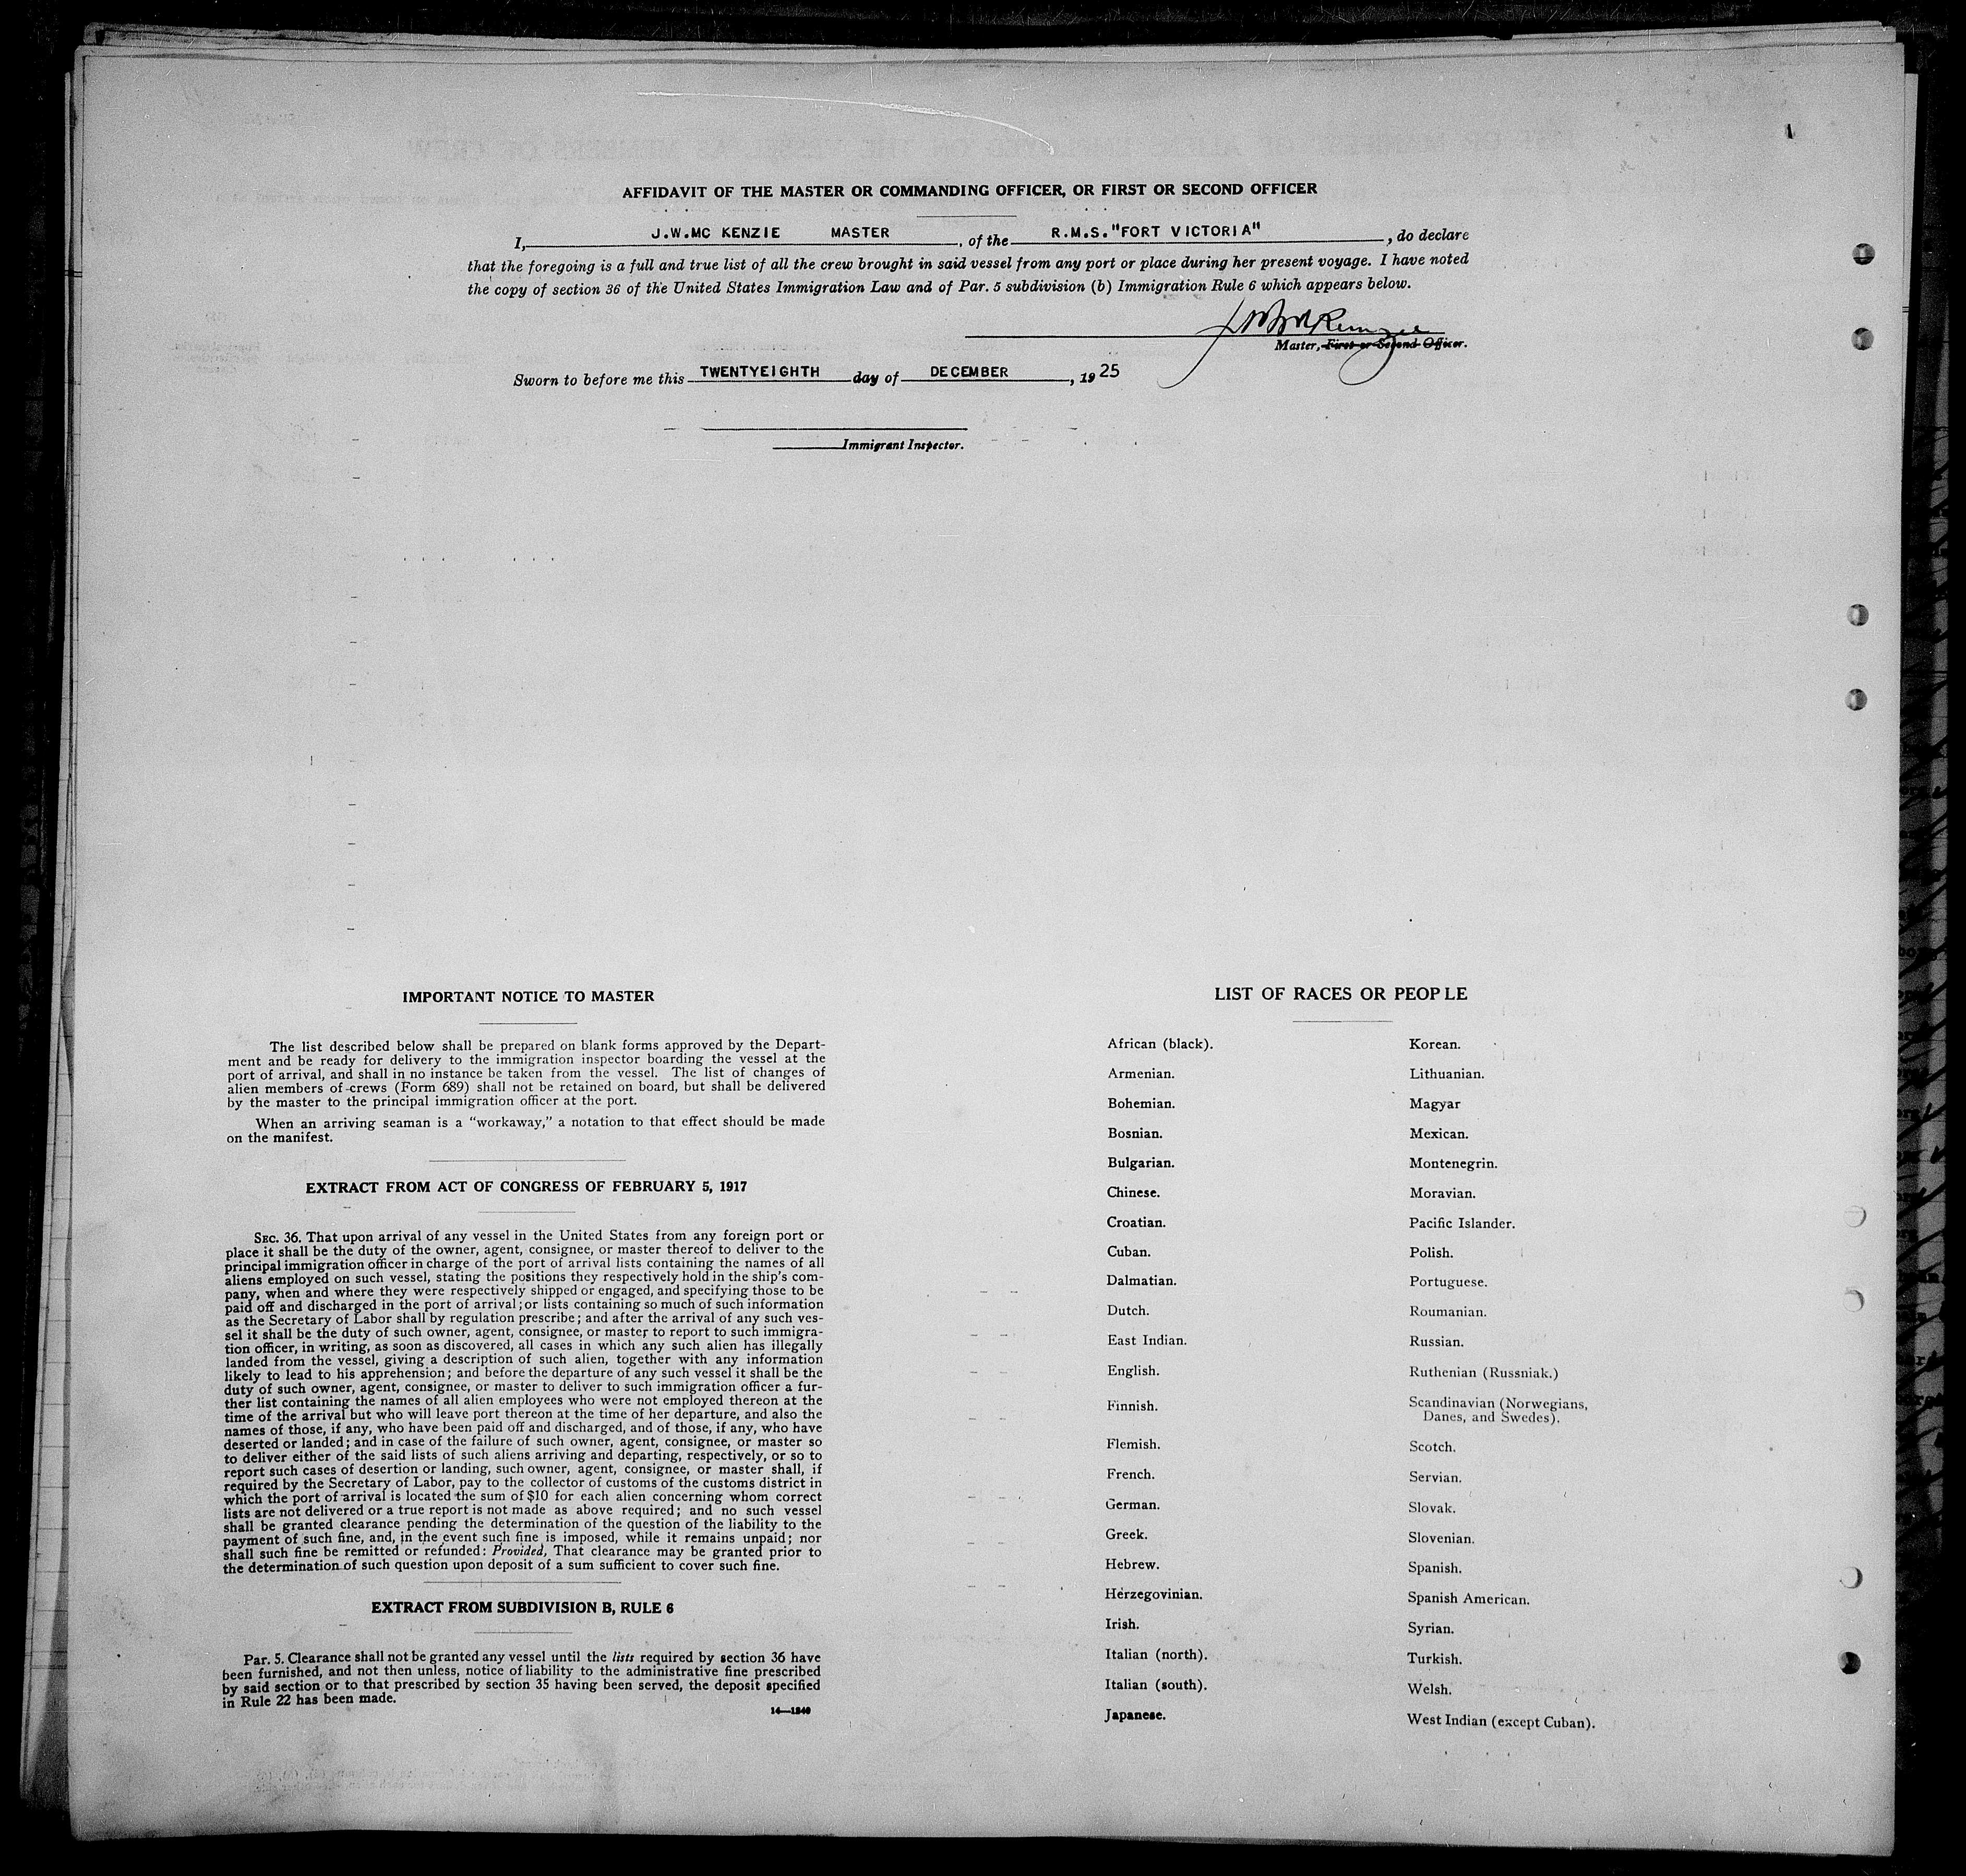 AFFIDAVIT OF THE MASTER OR COMMANDING OFFICER, OR FIRST OR SECOND OFFICER
I, J.W.MC KENZIE MASTER , of the R.M.S."FORT VICTORIA" , do declare
that the foregoing is a full and true list of all the crew brought in said vessel from any port or place during her present voyage. I have noted
the copy of section 36 of the United States Immigration Law and of Par. 5 subdivision (b) Immigration Rule 6 which appears below.
J W McKenzie
Master, First or Second Officer.
Sworn to before me this TWENTYEIGHTH day of DECEMBER , 1925
Immigrant Inspector.
IMPORTANT NOTICE TO MASTER
The list described below shall be prepared on blank forms approved by the Depart-
ment and be ready for delivery to the immigration inspector boarding the vessel at the
port of arrival, and shall in no instance be taken from the vessel. The list of changes of
alien members of crews (Form 689) shall not be retained on board, but shall be delivered
by the master to the principal immigration officer at the port.
When an arriving seaman is a "workaway," a notation to that effect should be made
on the manifest.
EXTRACT FROM ACT OF CONGRESS OF FEBRUARY 5, 1917
SEC. 36. That upon arrival of any vessel in the United States from any foreign port or
place it shall be the duty of the owner, agent, consignee, or master thereof to deliver to the
principal immigration officer in charge of the port of arrival lists containing the names of all
aliens employed on such vessel, stating the positions they respectively hold in the ship's com-
pany, when and where they were respectively shipped or engaged, and specifying those to be
paid off and discharged in the port of arrival; or lists containing so much of such information
as the Secretary of Labor shall by regulation prescribe; and after the arrival of any such ves-
sel it shall be the duty of such owner, agent, consignee, or master to report to such immigra-
tion officer, in writing, as soon as discovered, all cases in which any such alien has illegally
landed from the vessel, giving a description of such alien, together with any information
likely to lead to his apprehension; and before the departure of any such vessel it shall be the
duty of such owner, agent, consignee, or master to deliver to such immigration officer a fur-
ther list containing the names of all alien employees who were not employed thereon at the
time of the arrival but who will leave port thereon at the time of her departure, and also the
names of those, if any, who have been paid off and discharged, and of those, if any, who have
deserted or landed; and in case of the failure of such owner, agent, consignee, or master so
to deliver either of the said lists of such aliens arriving and departing, respectively, or so to
report such cases of desertion or landing, such owner, agent, consignee, or master shall, if
required by the Secretary of Labor, pay to the collector of customs of the customs district in
which the port of arrival is located the sum of $10 for each alien concerning whom correct
lists are not delivered or a true report is not made as above required; and no such vessel
shall be granted clearance pending the determination of the question of the liability to the
payment of such fine, and, in the event such fine is imposed, while it remains unpaid; nor
shall such fine be remitted or refunded: Provided, That clearance may be granted prior to
the determination of such question upon deposit of a sum sufficient to cover such fine.
EXTRACT FROM SUBDIVISION B, RULE 6
Par. 5. Clearance shall not be granted any vessel until the lists required by section 36 have
been furnished, and not then unless, notice of liability to the administrative fine prescribed
by said section or to that prescribed by section 35 having been served, the deposit specified
in Rule 22 has been made.
14—1240
LIST OF RACES OR PEOPLE
African (black).
Armenian.
Bohemian.
Bosnian.
Bulgarian.
Chinese.
Croatian.
Cuban.
Dalmatian.
Dutch.
East Indian.
English.
Finnish.
Flemish.
French.
German.
Greek.
Hebrew.
Herzegovinian.
Irish.
Italian (north).
Italian (south).
Japanese.
Korean.
Lithuanian.
Magyar
Mexican.
Montenegrin.
Moravian.
Pacific Islander.
Polish.
Portuguese.
Roumanian.
Russian.
Ruthenian (Russniak.)
Scandinavian (Norwegians,
Danes, and Swedes).
Scotch.
Servian.
Slovak.
Slovenian.
Spanish.
Spanish American.
Syrian.
Turkish.
Welsh.
West Indian (except Cuban).